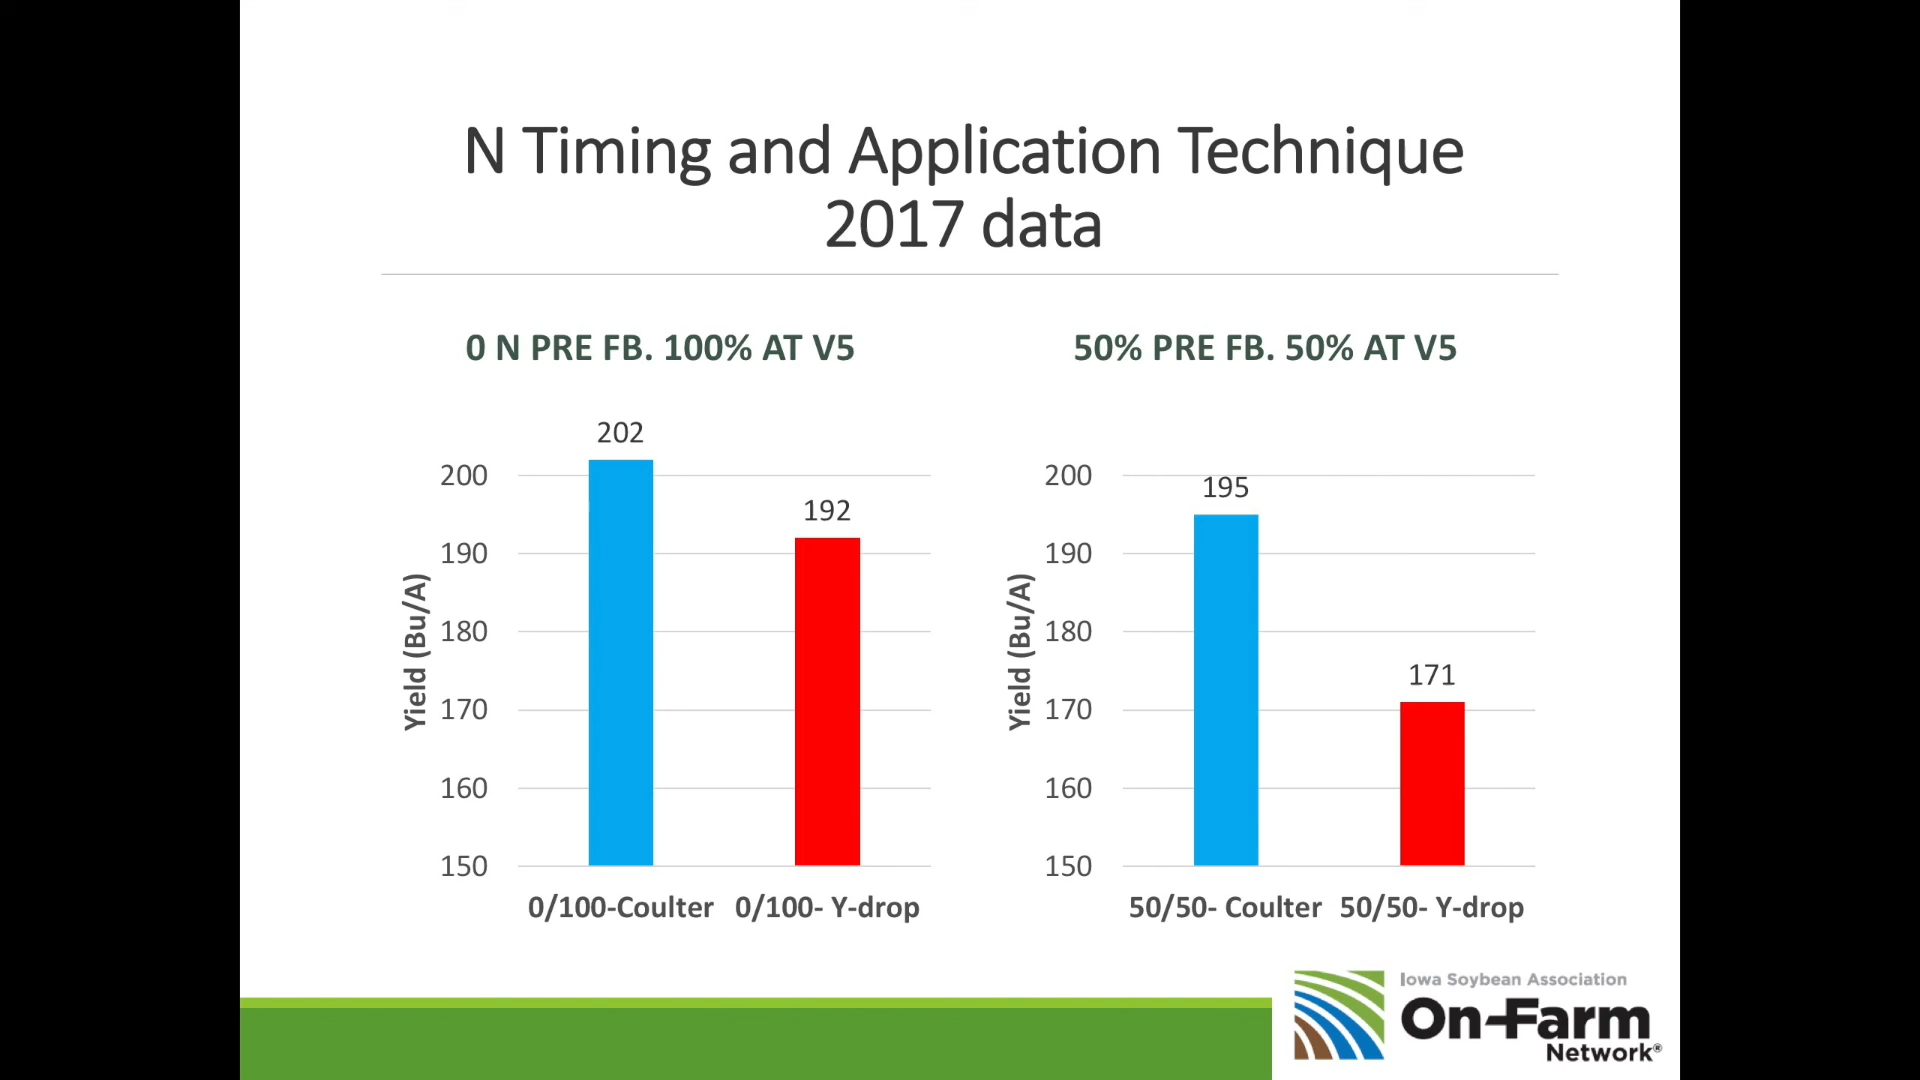 N Timing and Application Technique
2017 data
0 N PRE FB. 100% AT V5
202
200
192
190
180
170
160
150
Yield (Bu/A)
0/100-Coulter
0/100- Y-drop
50% PRE FB. 50% AT V5
200
195
190
180
171
170
160
150
Yield (Bu/A)
50/50- Coulter
50/50- Y-drop
Iowa Soybean Association
On-Farm
Network®